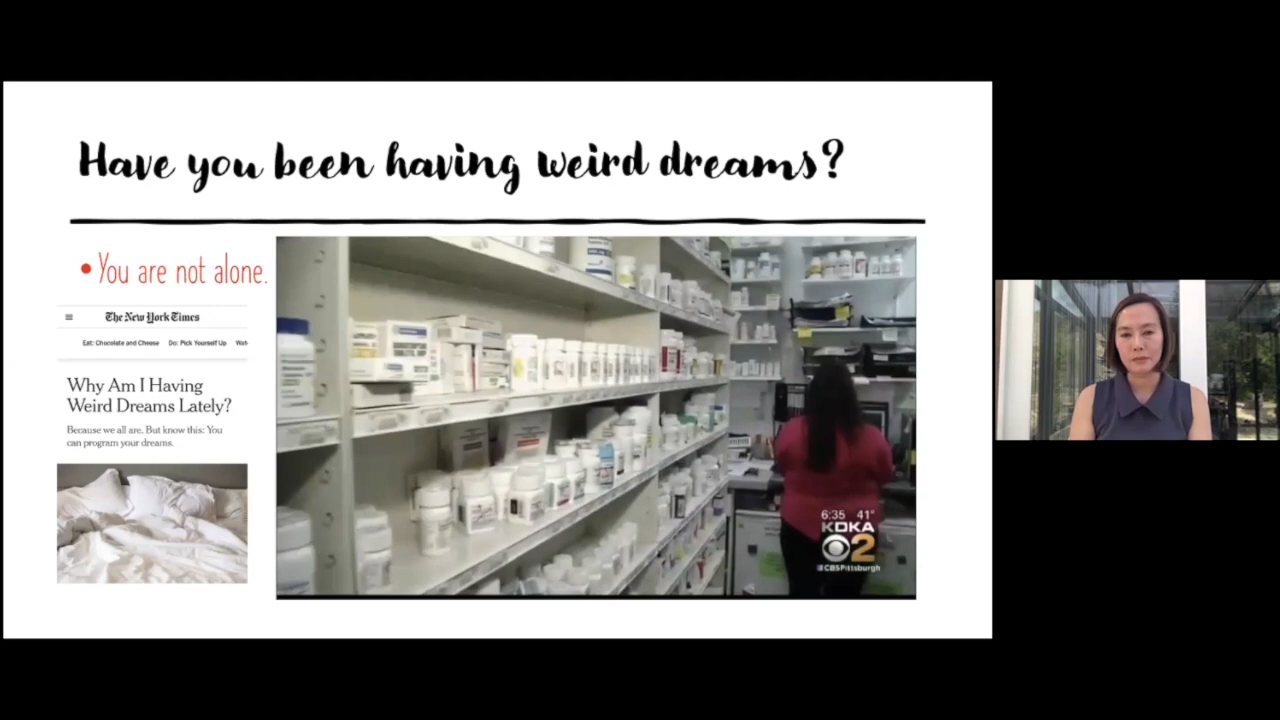 Have you been having weird dreams?
• You are not alone.
The New York Times
Eat: Chocolate and Cheese Do: Pick Yourself Up Wat
Why Am I Having
Weird Dreams Lately?
Because we all are. But know this: You
can program your dreams.
6:35 41°
KDKA
2
CBSPittsburgh